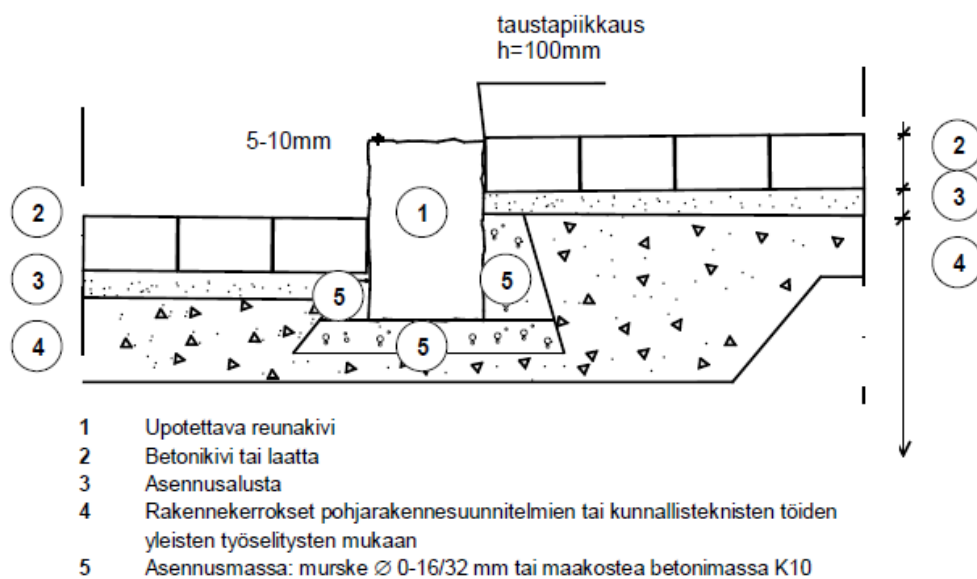 taustapiikkaus
h=100mm
5-10mm
2
3
4
2
3
4
1
5
5
5
1 Upotettava reunakivi
2 Betonikivi tai laatta
3 Asennusalusta
4 Rakennekerrokset pohjarakennesuunnitelmien tai kunnallisteknisten töiden
yleisten työselitysten mukaan
5 Asennusmassa: murske ∅ 0-16/32 mm tai maakostea betonimassa K10